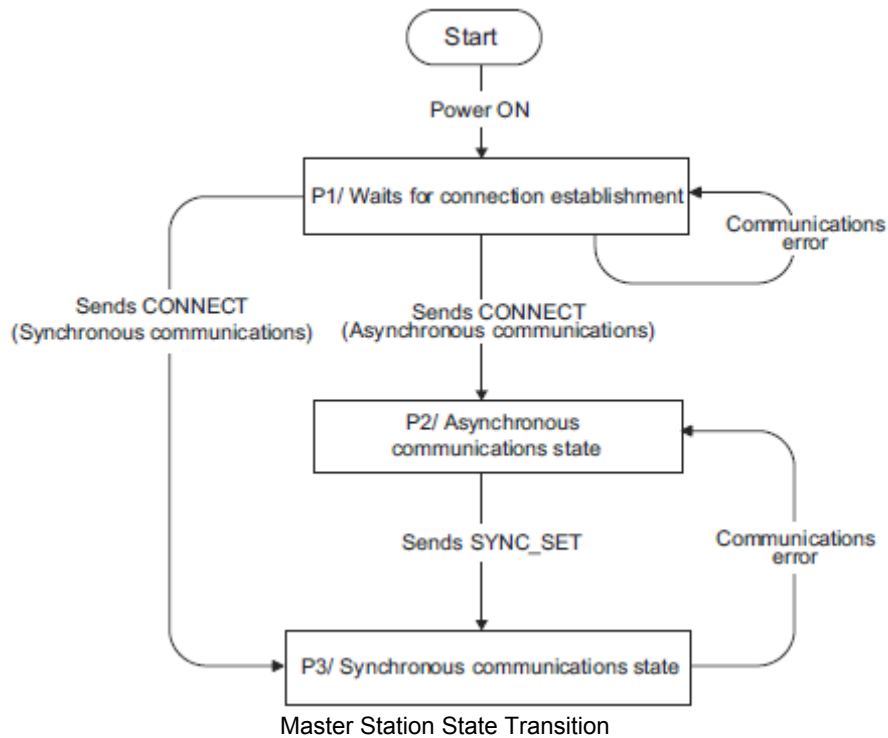 Start
Power ON
P1/ Waits for connection establishment
Communications
error
Sends CONNECT
(Synchronous communications)
Sends CONNECT
(Asynchronous communications)
P2/ Asynchronous
communications state
Sends SYNC_SET
Communications
error
P3/ Synchronous communications state
Master Station State Transition